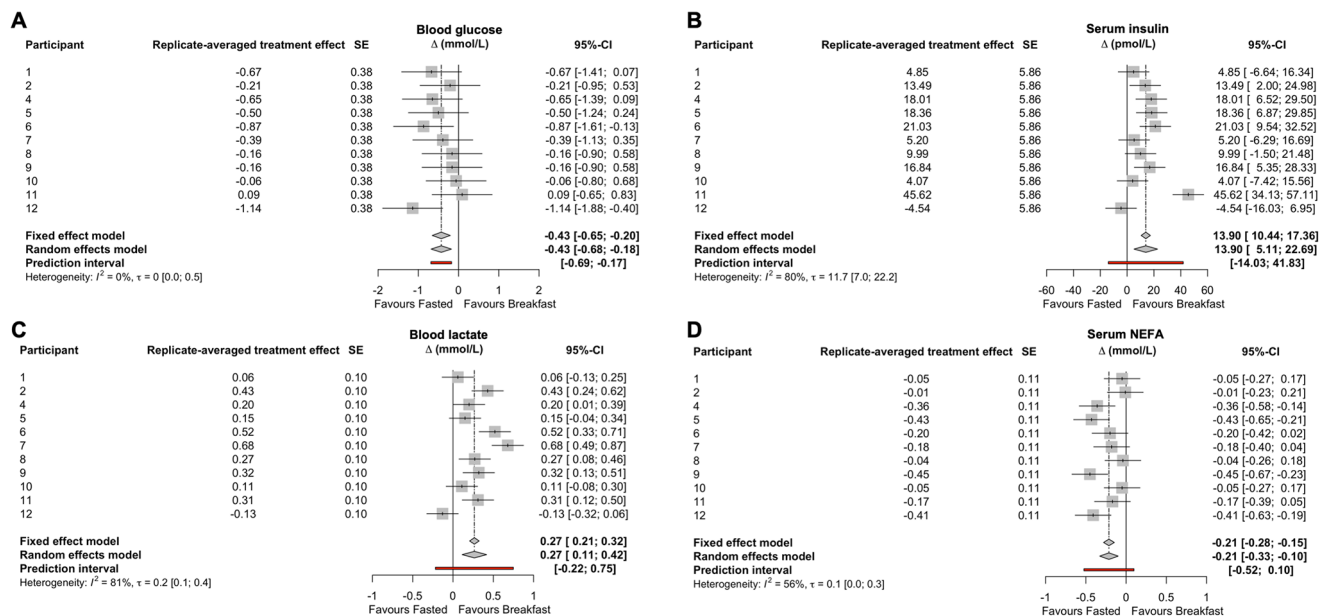 A
Blood glucose
Participant Replicate-averaged treatment effect SE Δ (mmol/L) 95%-CI
1 -0.67 0.38 -0.67 [-1.41; 0.07]
2 -0.21 0.38 -0.21 [-0.95; 0.53]
4 -0.65 0.38 -0.65 [-1.39; 0.09]
5 -0.50 0.38 -0.50 [-1.24; 0.24]
6 -0.87 0.38 -0.87 [-1.61; -0.13]
7 -0.39 0.38 -0.39 [-1.13; 0.35]
8 -0.16 0.38 -0.16 [-0.90; 0.58]
9 -0.16 0.38 -0.16 [-0.90; 0.58]
10 -0.06 0.38 -0.06 [-0.80; 0.68]
11 0.09 0.38 0.09 [-0.65; 0.83]
12 -1.14 0.38 -1.14 [-1.88; -0.40]
Fixed effect model -0.43 [-0.65; -0.20]
Random effects model -0.43 [-0.68; -0.18]
Prediction interval [-0.69; -0.17]
Heterogeneity: I² = 0%, τ = 0 [0.0; 0.5]
-2 -1 0 1 2
Favours Fasted Favours Breakfast
B
Serum insulin
Participant Replicate-averaged treatment effect SE Δ (pmol/L) 95%-CI
1 4.85 5.86 4.85 [ -6.64; 16.34]
2 13.49 5.86 13.49 [ 2.00; 24.98]
4 18.01 5.86 18.01 [ 6.52; 29.50]
5 18.36 5.86 18.36 [ 6.87; 29.85]
6 21.03 5.86 21.03 [ 9.54; 32.52]
7 5.20 5.86 5.20 [ -6.29; 16.69]
8 9.99 5.86 9.99 [ -1.50; 21.48]
9 16.84 5.86 16.84 [ 5.35; 28.33]
10 4.07 5.86 4.07 [ -7.42; 15.56]
11 45.62 5.86 45.62 [ 34.13; 57.11]
12 -4.54 5.86 -4.54 [-16.03; 6.95]
Fixed effect model 13.90 [ 10.44; 17.36]
Random effects model 13.90 [ 5.11; 22.69]
Prediction interval [-14.03; 41.83]
Heterogeneity: I² = 80%, τ = 11.7 [7.0; 22.2]
-60 -40 -20 0 20 40 60
Favours Fasted Favours Breakfast
C
Blood lactate
Participant Replicate-averaged treatment effect SE Δ (mmol/L) 95%-CI
1 0.06 0.10 0.06 [-0.13; 0.25]
2 0.43 0.10 0.43 [ 0.24; 0.62]
4 0.20 0.10 0.20 [ 0.01; 0.39]
5 0.15 0.10 0.15 [-0.04; 0.34]
6 0.52 0.10 0.52 [ 0.33; 0.71]
7 0.68 0.10 0.68 [ 0.49; 0.87]
8 0.27 0.10 0.27 [ 0.08; 0.46]
9 0.32 0.10 0.32 [ 0.13; 0.51]
10 0.11 0.10 0.11 [-0.08; 0.30]
11 0.31 0.10 0.31 [ 0.12; 0.50]
12 -0.13 0.10 -0.13 [-0.32; 0.06]
Fixed effect model 0.27 [ 0.21; 0.32]
Random effects model 0.27 [ 0.11; 0.42]
Prediction interval [-0.22; 0.75]
Heterogeneity: I² = 81%, τ = 0.2 [0.1; 0.4]
-1 -0.5 0 0.5 1
Favours Fasted Favours Breakfast
D
Serum NEFA
Participant Replicate-averaged treatment effect SE Δ (mmol/L) 95%-CI
1 -0.05 0.11 -0.05 [-0.27; 0.17]
2 -0.01 0.11 -0.01 [-0.23; 0.21]
4 -0.36 0.11 -0.36 [-0.58; -0.14]
5 -0.43 0.11 -0.43 [-0.65; -0.21]
6 -0.20 0.11 -0.20 [-0.42; 0.02]
7 -0.18 0.11 -0.18 [-0.40; 0.04]
8 -0.04 0.11 -0.04 [-0.26; 0.18]
9 -0.45 0.11 -0.45 [-0.67; -0.23]
10 -0.05 0.11 -0.05 [-0.27; 0.17]
11 -0.17 0.11 -0.17 [-0.39; 0.05]
12 -0.41 0.11 -0.41 [-0.63; -0.19]
Fixed effect model -0.21 [-0.28; -0.15]
Random effects model -0.21 [-0.33; -0.10]
Prediction interval [-0.52; 0.10]
Heterogeneity: I² = 56%, τ = 0.1 [0.0; 0.3]
-1 -0.5 0 0.5 1
Favours Fasted Favours Breakfast